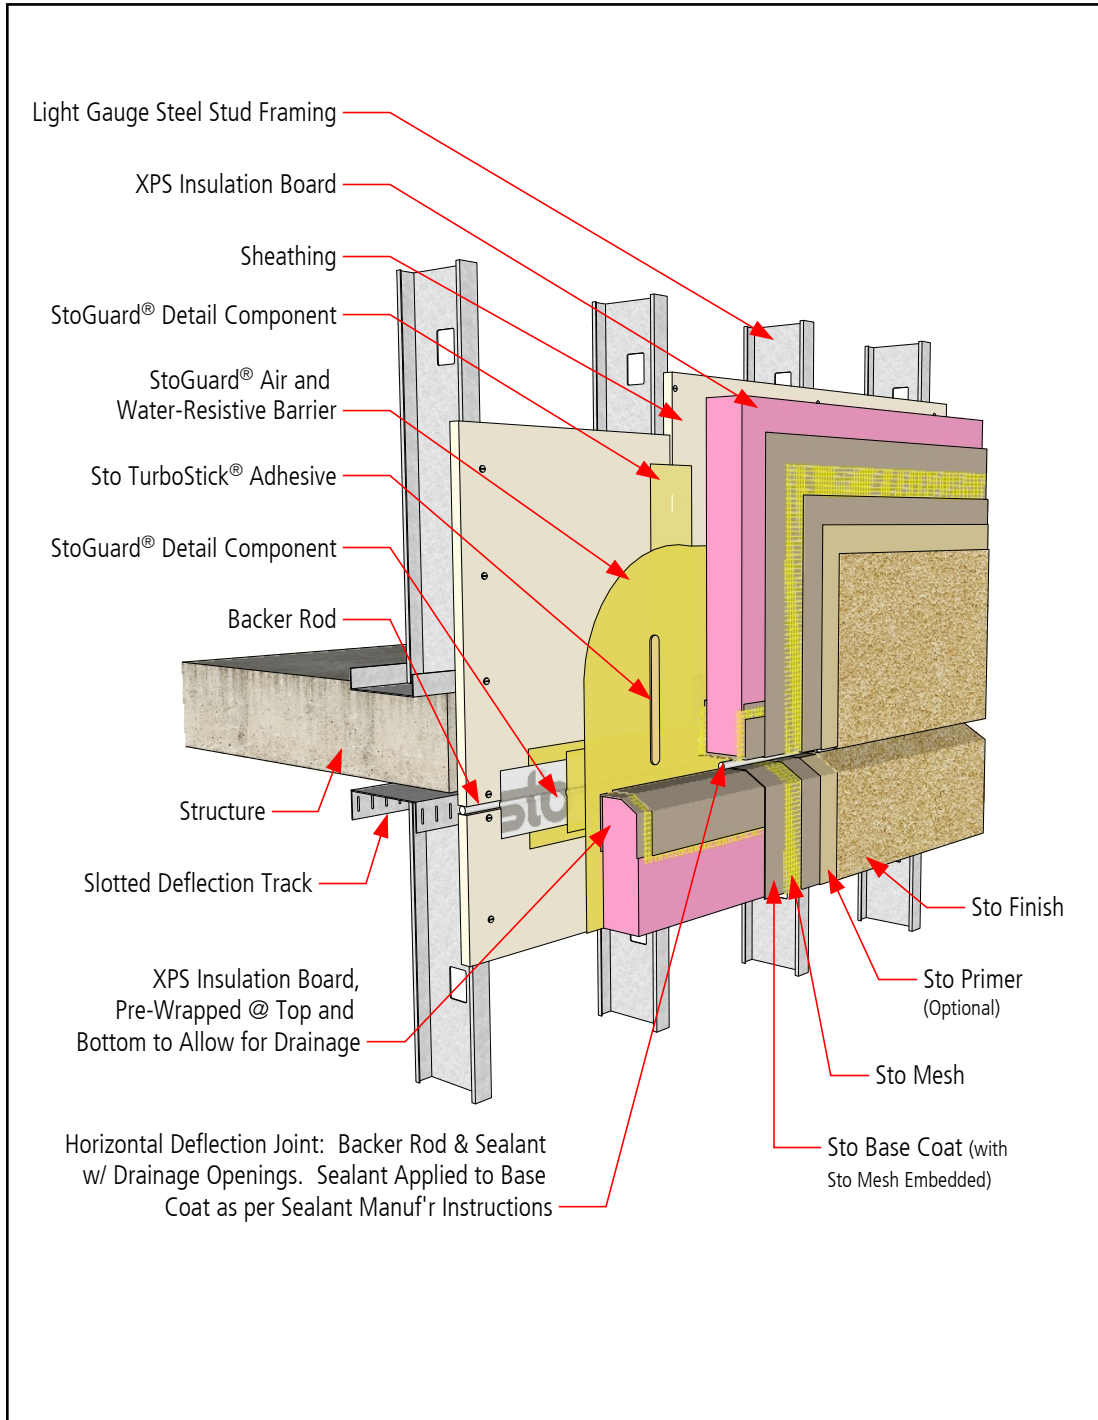 Light Gauge Steel Stud Framing
XPS Insulation Board
Sheathing
StoGuard® Detail Component
StoGuard® Air and
Water-Resistive Barrier
Sto TurboStick® Adhesive
StoGuard® Detail Component
Backer Rod
sto
Structure
Slotted Deflection Track
XPS Insulation Board,
Pre-Wrapped @ Top and
Bottom to Allow for Drainage
Horizontal Deflection Joint: Backer Rod & Sealant
w/ Drainage Openings. Sealant Applied to Base
Coat as per Sealant Manuf'r Instructions
Sto Finish
Sto Primer
(Optional)
Sto Mesh
Sto Base Coat (with
Sto Mesh Embedded)